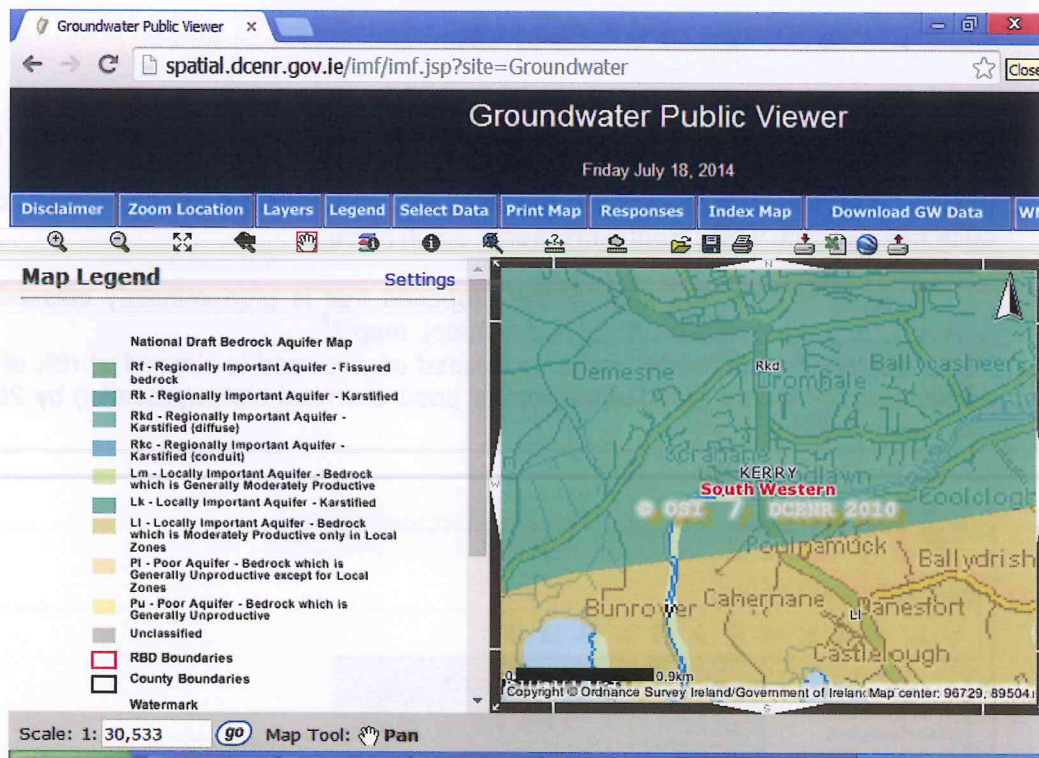 Groundwater Public Viewer
spatial.dcenr.gov.ie/imf/imf.jsp?site=Groundwater
Close
Groundwater Public Viewer
Friday July 18, 2014
Disclaimer Zoom Location Layers Legend Select Data Print Map Responses Index Map Download GW Data
Map Legend Settings
National Draft Bedrock Aquifer Map
Rf - Regionally Important Aquifer - Fissured
bedrock
Rk - Regionally Important Aquifer - Karstified
Rkd - Regionally Important Aquifer -
Karstified (diffuse)
Rkc - Regionally Important Aquifer -
Karstified (conduit)
Lm - Locally Important Aquifer - Bedrock
which is Generally Moderately Productive
Lk - Locally Important Aquifer - Karstified
Ll - Locally Important Aquifer - Bedrock
which is Moderately Productive only in Local
Zones
Pl - Poor Aquifer - Bedrock which is
Generally Unproductive except for Local
Zones
Pu - Poor Aquifer - Bedrock which is
Generally Unproductive
Unclassified
RBD Boundaries
County Boundaries
Watermark
N
Rkd
Demesne
Dromhale
Ballycasheen
KERRY
South Western
© OSI 7, DCENR 2010
Poulnamuck
Ballydrish
W
Bunrower
Cahernane
Danesfort
Ll
Castlelough
0 0.9km
Copyright © Ordnance Survey Ireland/Government of Irelan Map center: 96729, 89504
S
Scale: 1: 30,533 go Map Tool: Pan